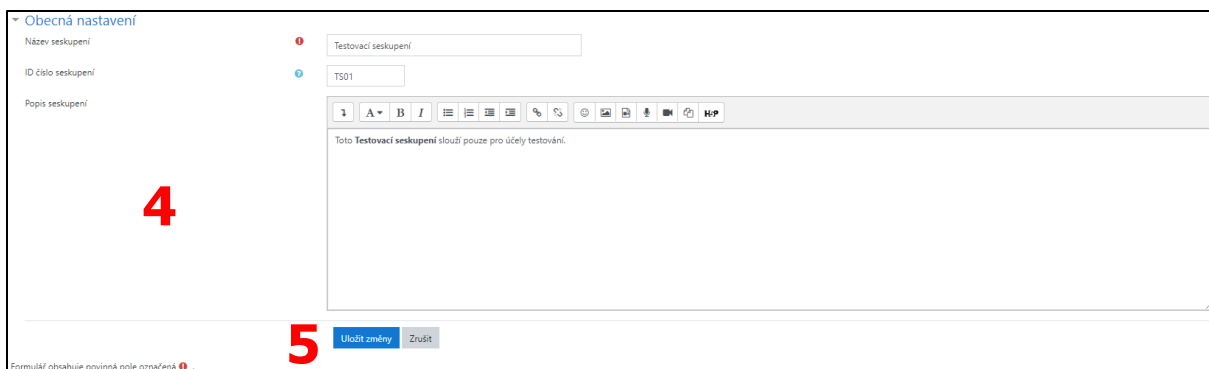 Obecná nastavení
Název seskupení
Testovací seskupení
ID číslo seskupení
TS01
Popis seskupení
A B I H-P
Toto Testovací seskupení slouží pouze pro účely testování.
4
5 Uložit změny Zrušit
Formulář obsahuje povinná pole označená .